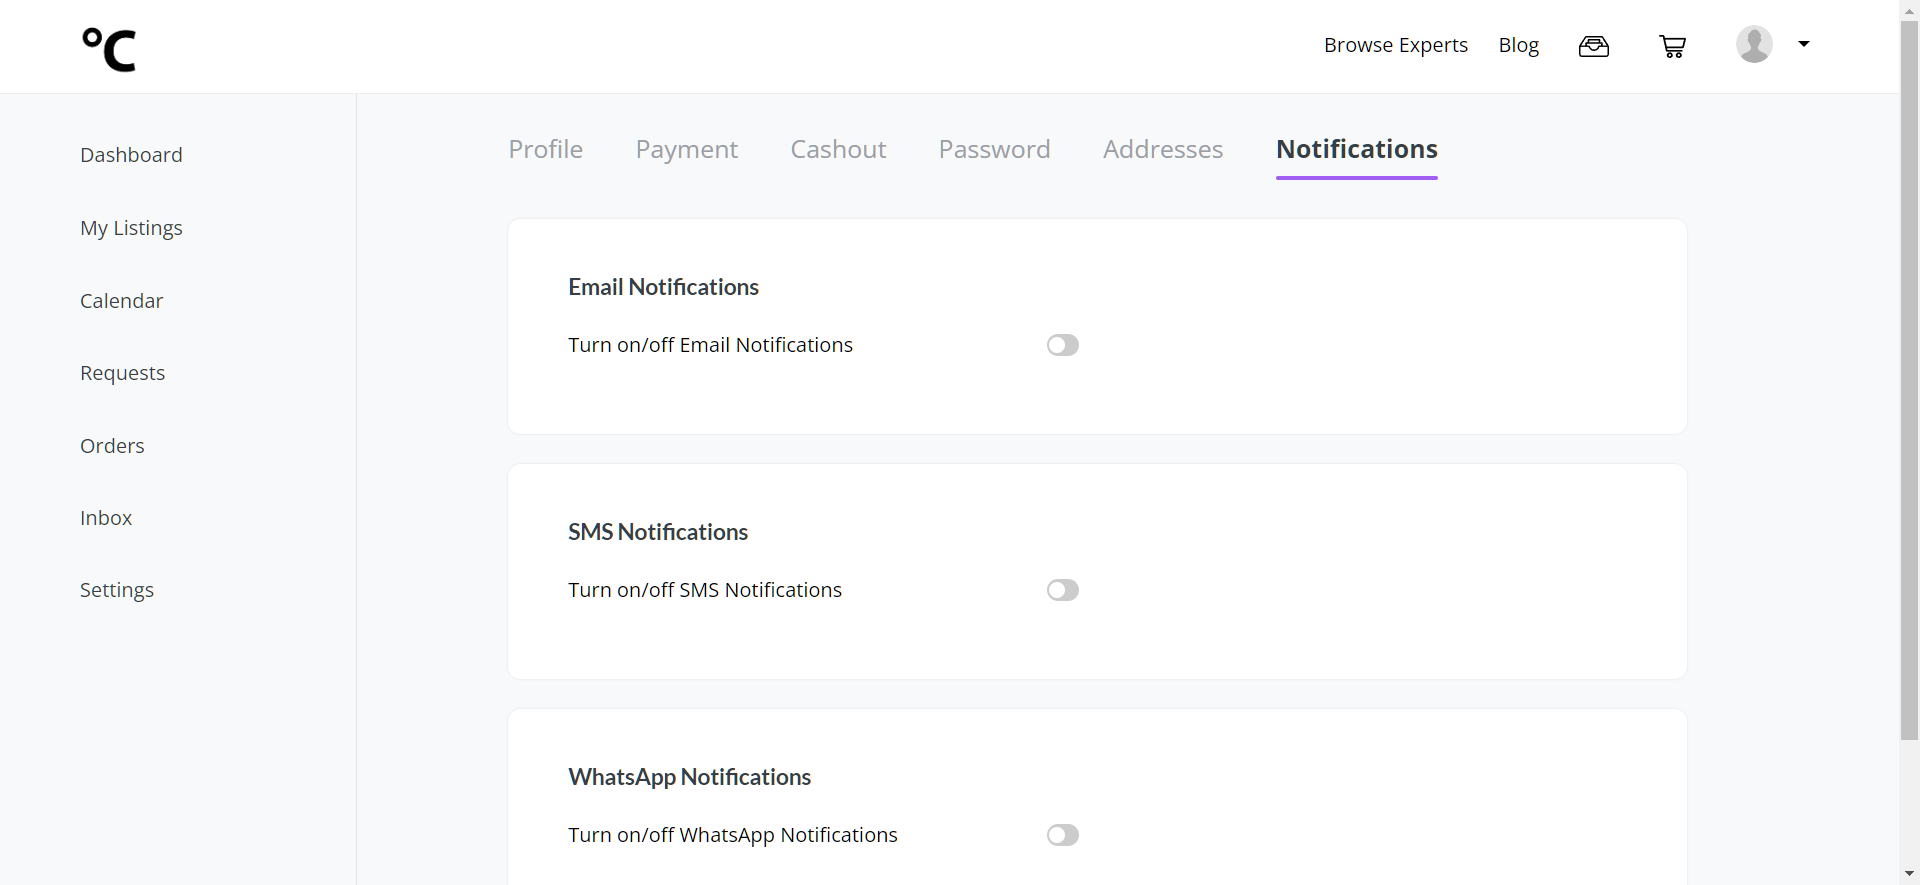 °C
Browse Experts
Blog
Dashboard
My Listings
Calendar
Requests
Orders
Inbox
Settings
Profile
Payment
Cashout
Password
Addresses
Notifications
Email Notifications
Turn on/off Email Notifications
SMS Notifications
Turn on/off SMS Notifications
WhatsApp Notifications
Turn on/off WhatsApp Notifications